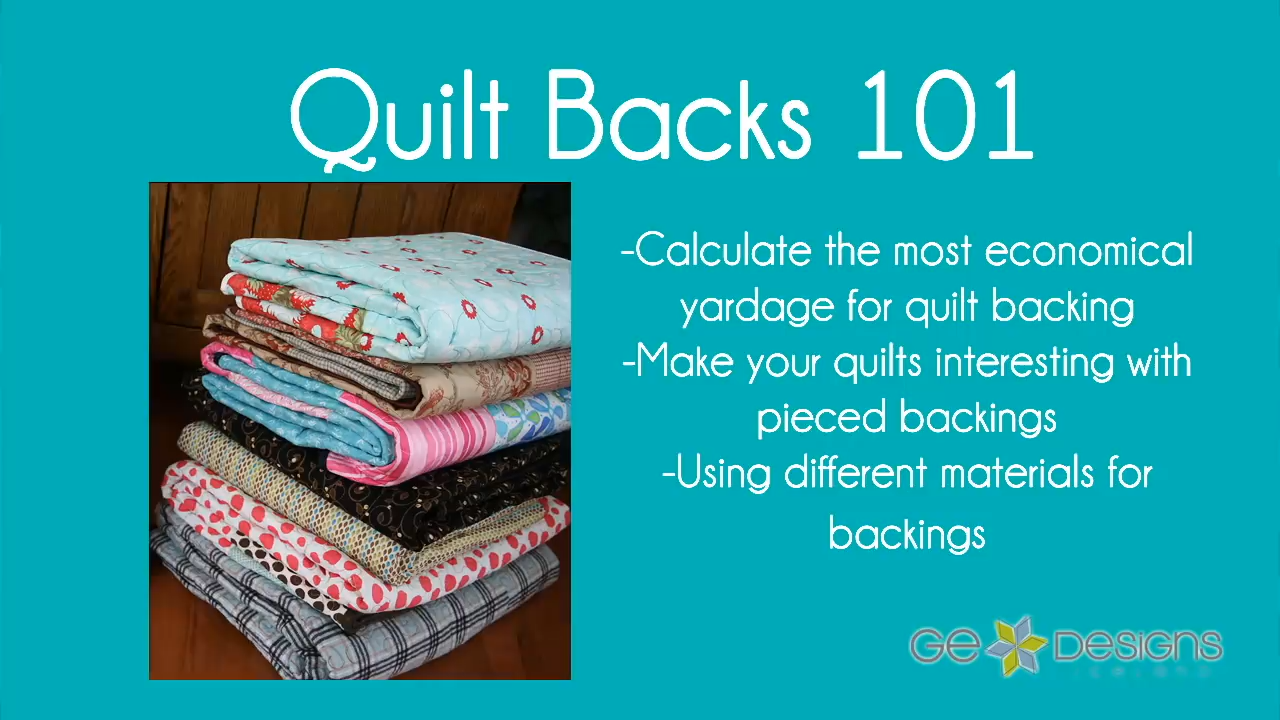 Quilt Backs 101
-Calculate the most economical
yardage for quilt backing
-Make your quilts interesting with
pieced backings
-Using different materials for
backings
GE DESIGNS